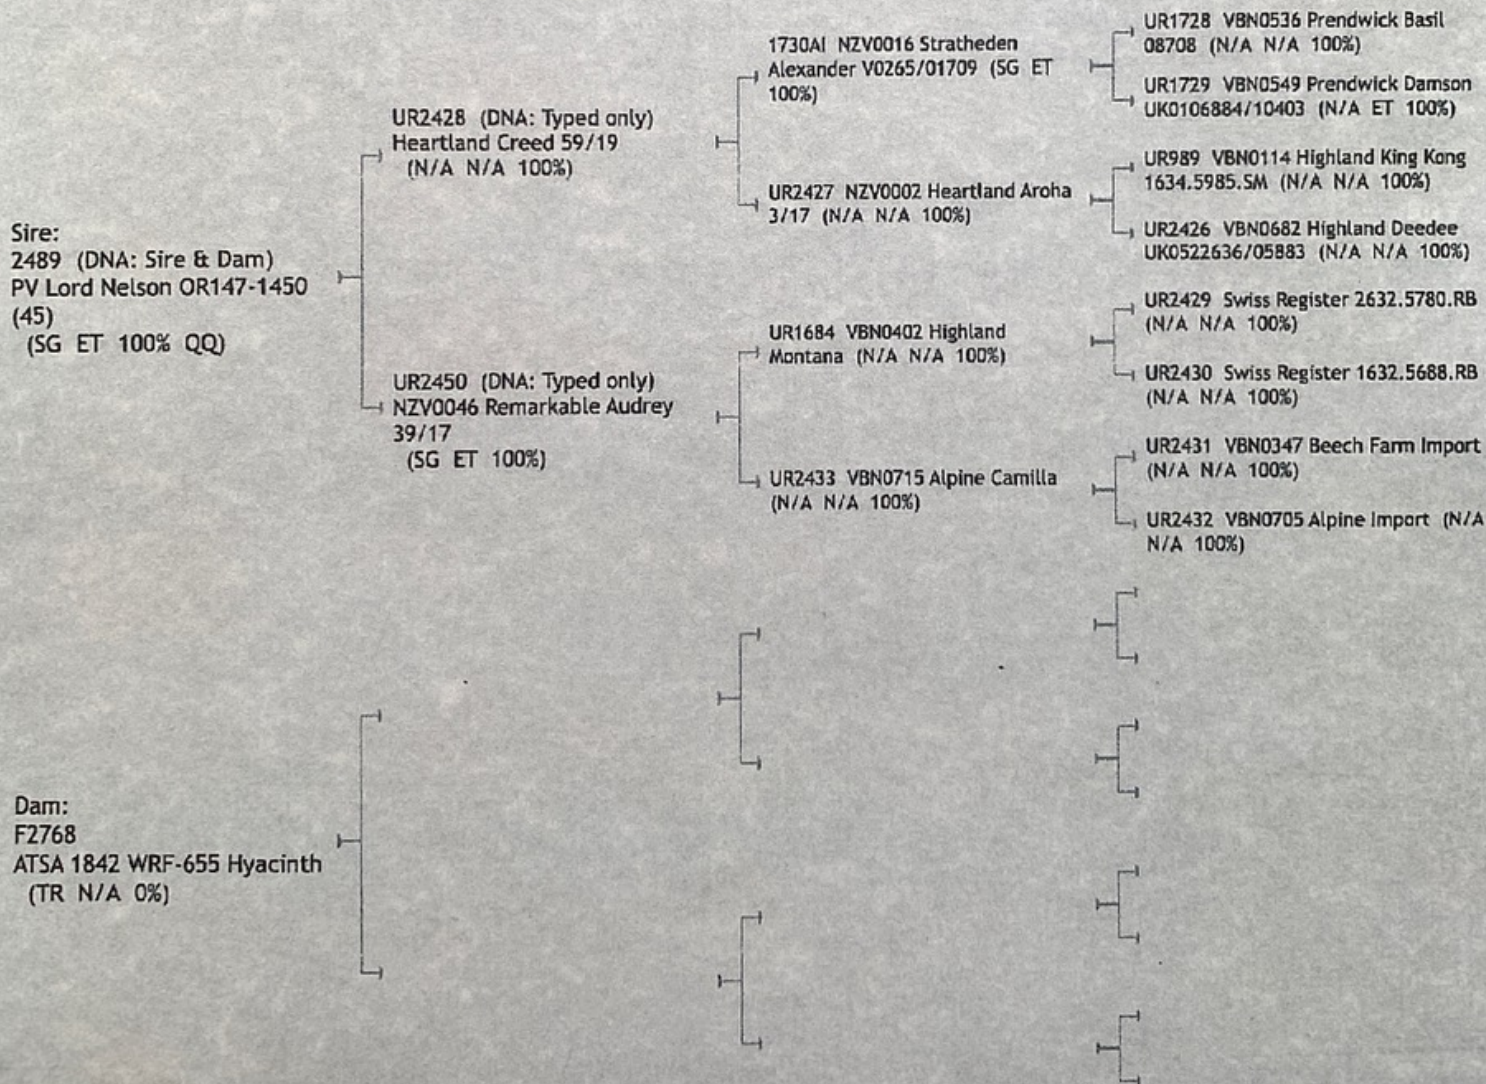 Sire:
2489 (DNA: Sire & Dam)
PV Lord Nelson OR147-1450
(45)
(SG ET 100% QQ)
UR2428 (DNA: Typed only)
Heartland Creed 59/19
(N/A N/A 100%)
UR2450 (DNA: Typed only)
NZV0046 Remarkable Audrey
39/17
(SG ET 100%)
1730AI NZV0016 Stratheden
Alexander V0265/01709 (SG ET
100%)
UR2427 NZV0002 Heartland Aroha
3/17 (N/A N/A 100%)
UR1684 VBN0402 Highland
Montana (N/A N/A 100%)
UR2433 VBN0715 Alpine Camilla
(N/A N/A 100%)
UR1728 VBN0536 Prendwick Basil
08708 (N/A N/A 100%)
UR1729 VBN0549 Prendwick Damson
UK0106884/10403 (N/A ET 100%)
UR989 VBN0114 Highland King Kong
1634.5985.SM (N/A N/A 100%)
UR2426 VBN0682 Highland Deedee
UK0522636/05883 (N/A N/A 100%)
UR2429 Swiss Register 2632.5780.RB
(N/A N/A 100%)
UR2430 Swiss Register 1632.5688.RB
(N/A N/A 100%)
UR2431 VBN0347 Beech Farm Import
(N/A N/A 100%)
UR2432 VBN0705 Alpine Import (N/A
N/A 100%)
Dam:
F2768
ATSA 1842 WRF-655 Hyacinth
(TR N/A 0%)